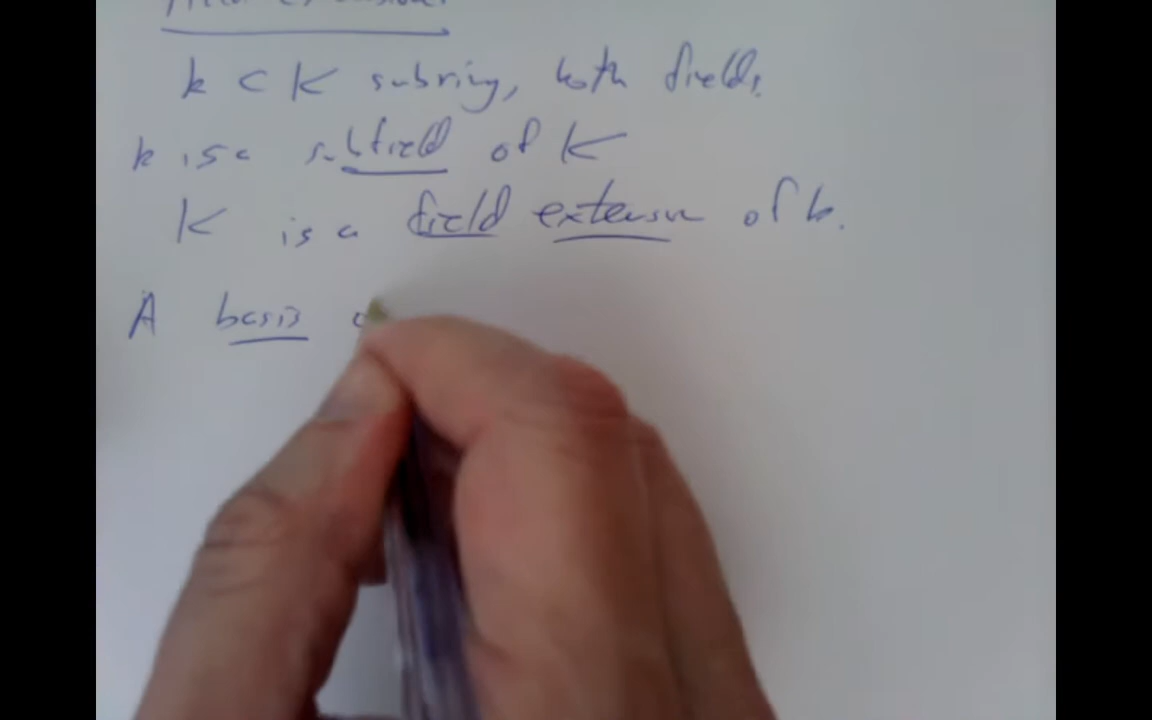 k ⊂ K subring, both fields
k is a subfield of K
K is a field extension of k.
A basis o